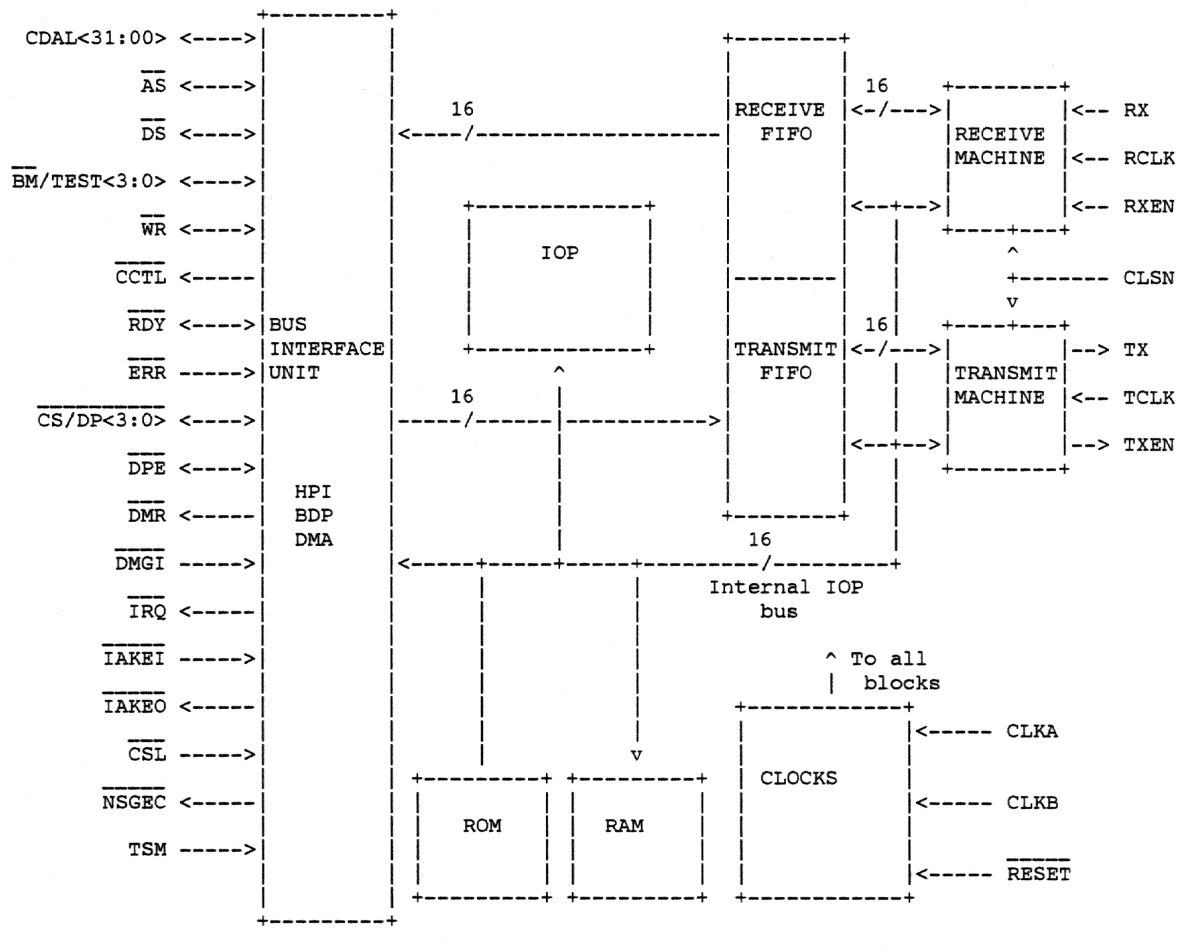 CDAL<31:00>
AS
DS
BM/TEST<3:0>
WR
CCTL
RDY
ERR
CS/DP<3:0>
DPE
DMR
DMGI
IRQ
IAKEI
IAKEO
CSL
NSGEC
TSM
BUS
INTERFACE
UNIT
HPI
BDP
DMA
16
16
IOP
RECEIVE
FIFO
TRANSMIT
FIFO
16
16
RECEIVE
MACHINE
TRANSMIT
MACHINE
RX
RCLK
RXEN
CLSN
TX
TCLK
TXEN
16
Internal IOP
bus
ROM
RAM
To all
blocks
CLOCKS
CLKA
CLKB
RESET